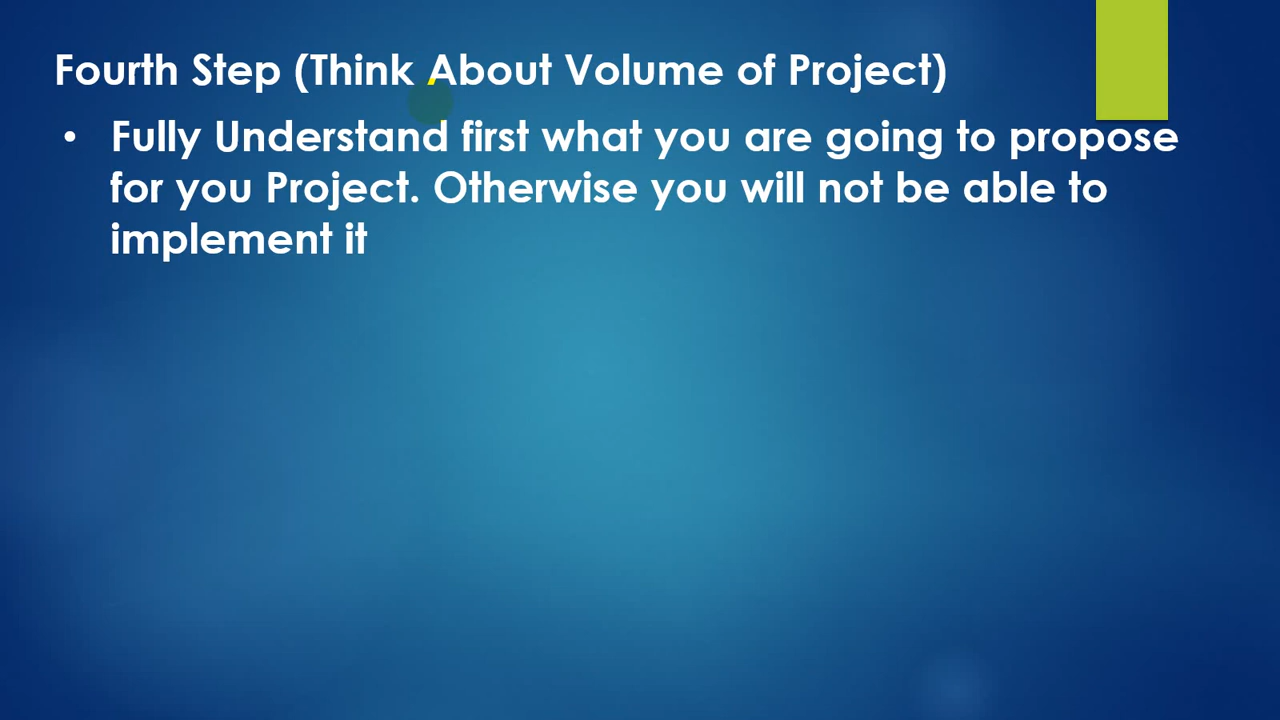 Fourth Step (Think About Volume of Project)
• Fully Understand first what you are going to propose
for you Project. Otherwise you will not be able to
implement it